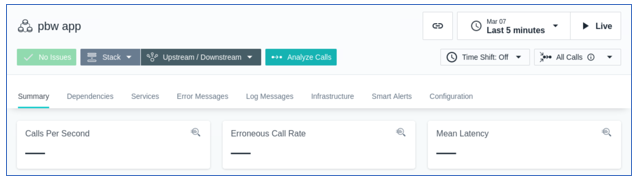 pbw app
Mar 07
Last 5 minutes
Live
No Issues
Stack
Upstream / Downstream
Analyze Calls
Time Shift: Off
All Calls
Summary
Dependencies
Services
Error Messages
Log Messages
Infrastructure
Smart Alerts
Configuration
Calls Per Second
Erroneous Call Rate
Mean Latency